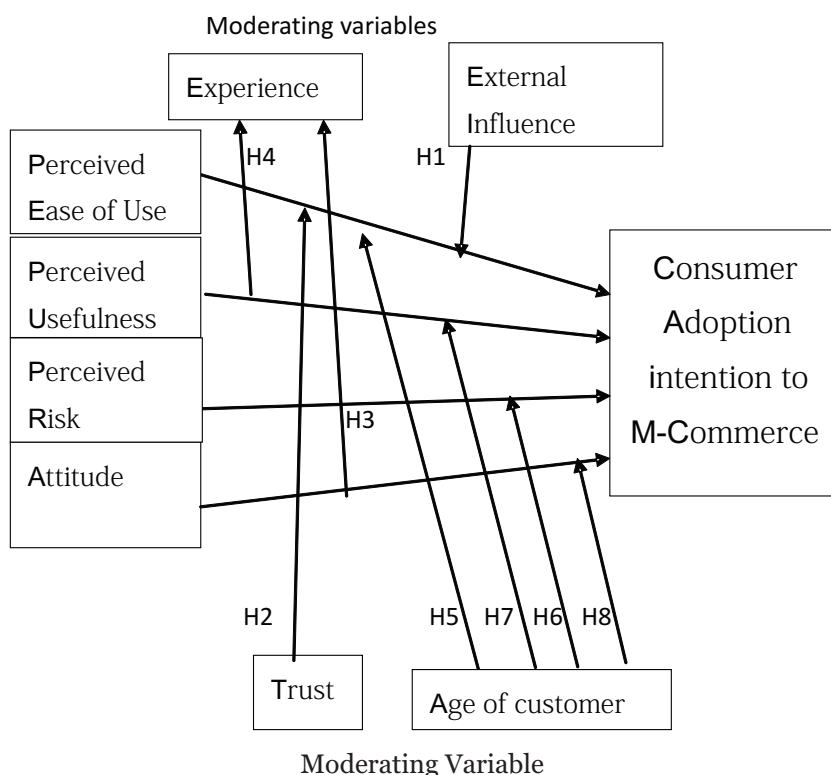 Moderating variables
Experience
External
Influence
H4
H1
Perceived
Ease of Use
Perceived
Usefulness
Perceived
Risk
Attitude
Consumer
Adoption
intention to
M-Commerce
H3
H2
H5
H7
H6
H8
Trust
Age of customer
Moderating Variable